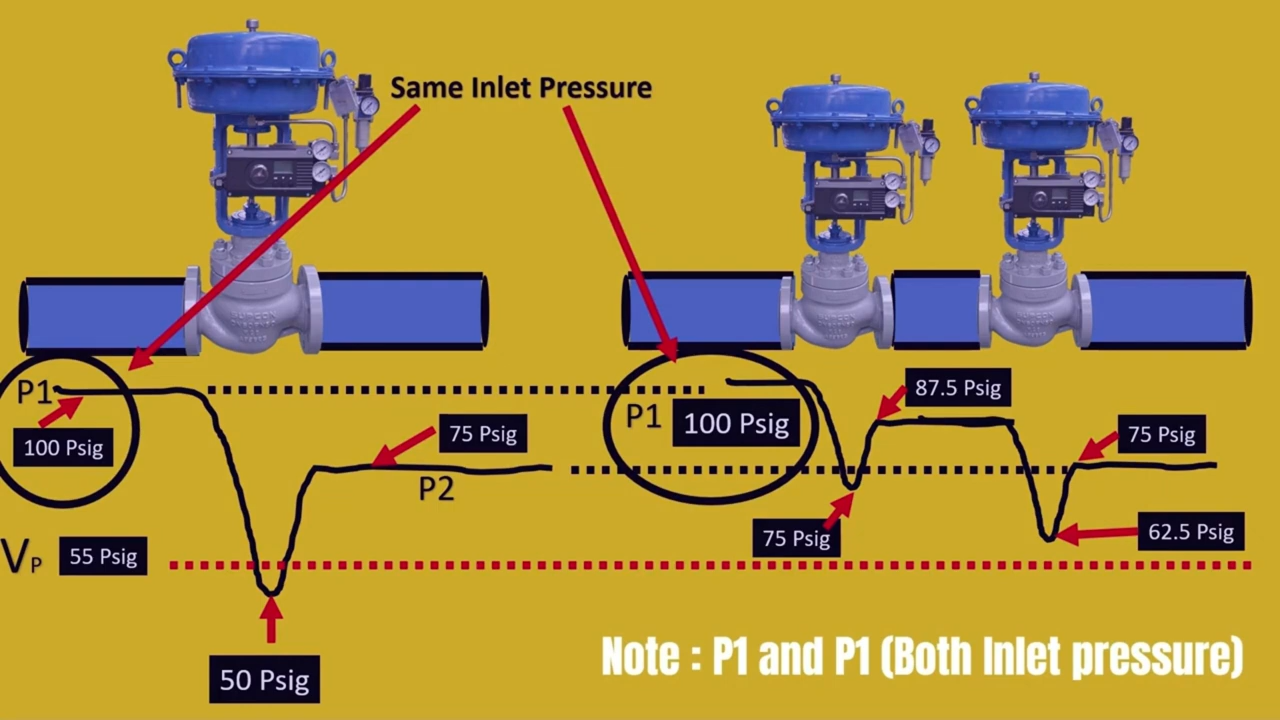 Same Inlet Pressure
P1
100 Psig
75 Psig
P2
VP 55 Psig
50 Psig
P1 100 Psig
87.5 Psig
75 Psig
75 Psig
62.5 Psig
Note : P1 and P1 (Both Inlet pressure)